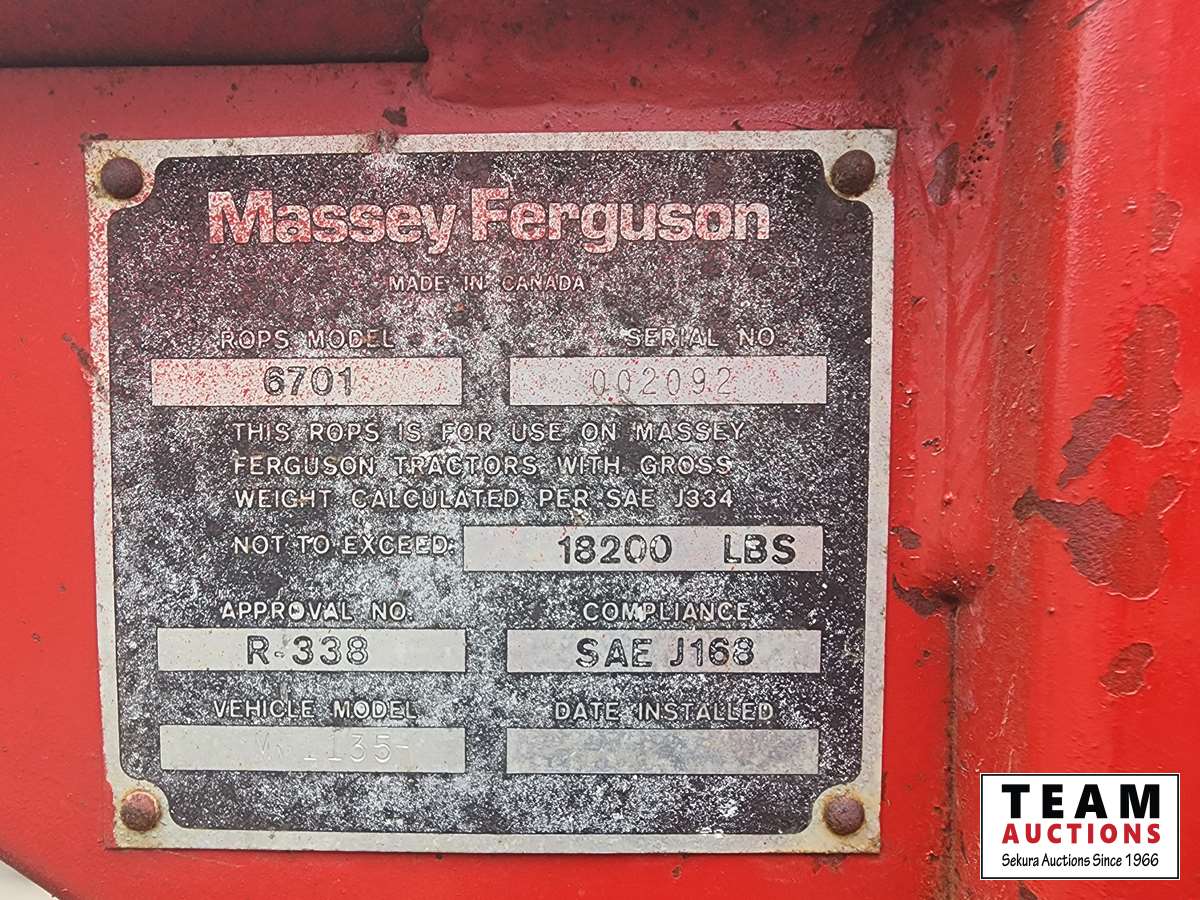 Massey Ferguson
MADE IN CANADA
ROPS MODEL SERIAL NO
6701 002092
THIS ROPS IS FOR USE ON MASSEY
FERGUSON TRACTORS WITH GROSS
WEIGHT CALCULATED PER SAE J334
NOT TO EXCEED 18200 LBS
APPROVAL NO. COMPLIANCE
R-338 SAE J168
VEHICLE MODEL DATE INSTALLED
1135-
TEAM
AUCTIONS
Sekura Auctions Since 1966